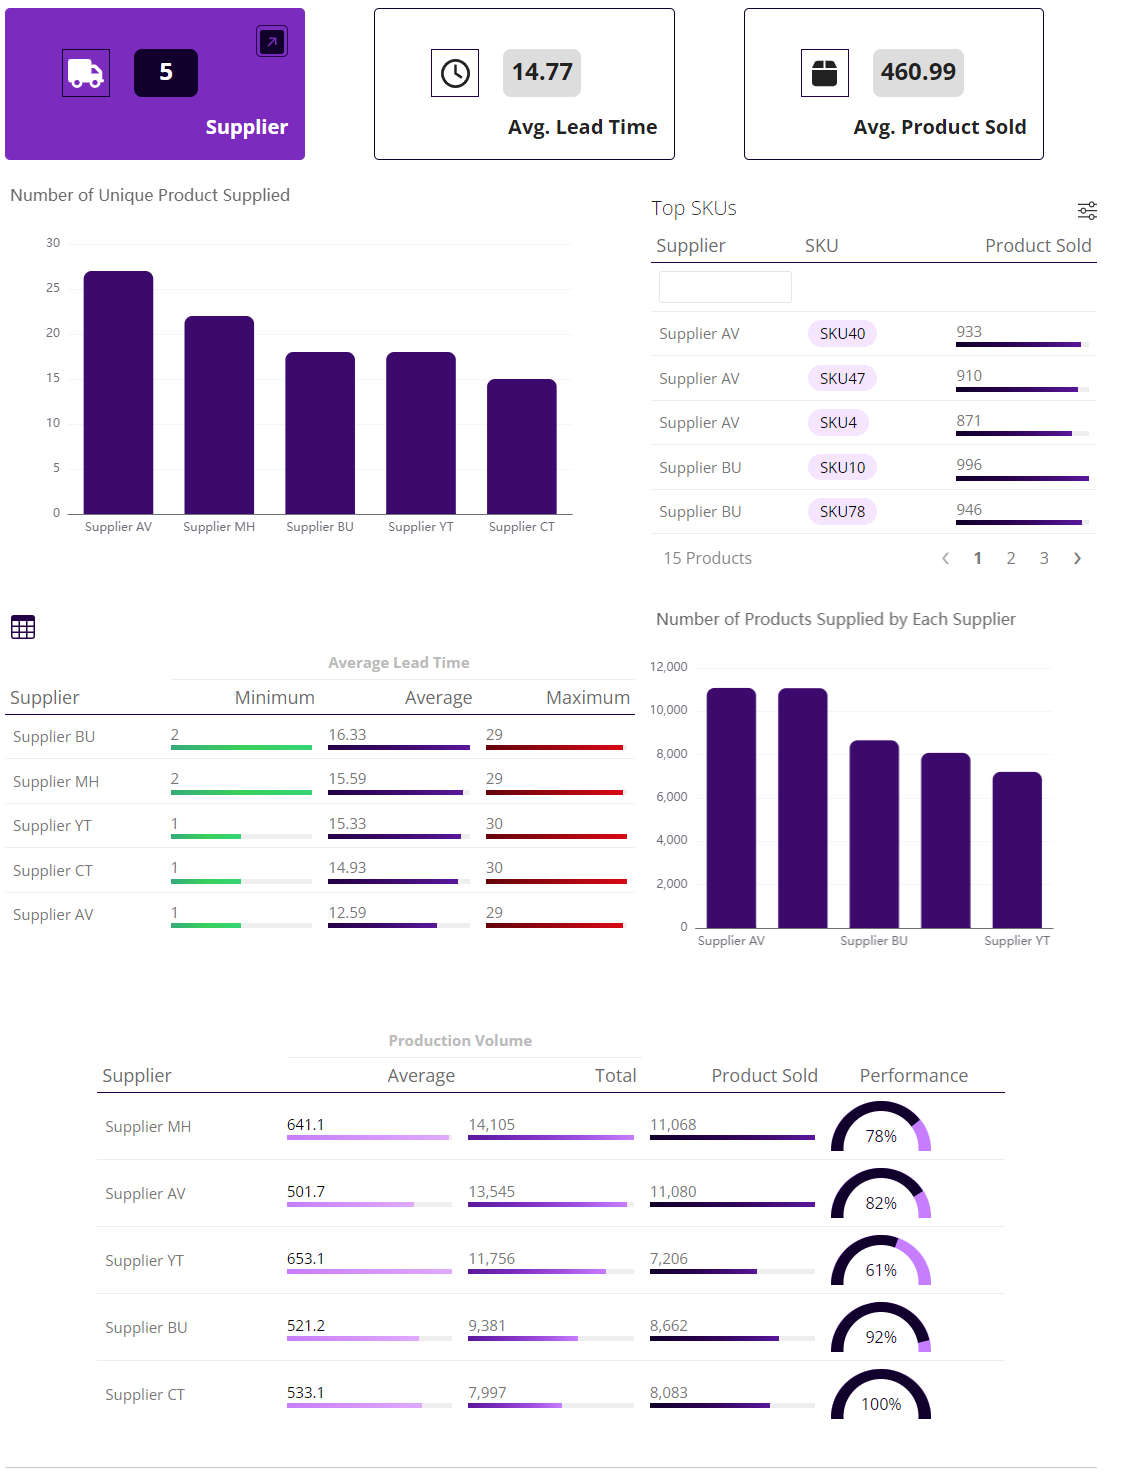 5
Supplier
14.77
Avg. Lead Time
460.99
Avg. Product Sold
Number of Unique Product Supplied
30
25
20
15
10
5
0
Supplier AV Supplier MH Supplier BU Supplier YT Supplier CT
Top SKUs
Supplier SKU Product Sold
Supplier AV SKU40 933
Supplier AV SKU47 910
Supplier AV SKU4 871
Supplier BU SKU10 996
Supplier BU SKU78 946
15 Products 1 2 3
Average Lead Time
Supplier Minimum Average Maximum
Supplier BU 2 16.33 29
Supplier MH 2 15.59 29
Supplier YT 1 15.33 30
Supplier CT 1 14.93 30
Supplier AV 1 12.59 29
Number of Products Supplied by Each Supplier
12,000
10,000
8,000
6,000
4,000
2,000
0
Supplier AV Supplier BU Supplier YT
Production Volume
Supplier Average Total Product Sold Performance
Supplier MH 641.1 14,105 11,068 78%
Supplier AV 501.7 13,545 11,080 82%
Supplier YT 653.1 11,756 7,206 61%
Supplier BU 521.2 9,381 8,662 92%
Supplier CT 533.1 7,997 8,083 100%